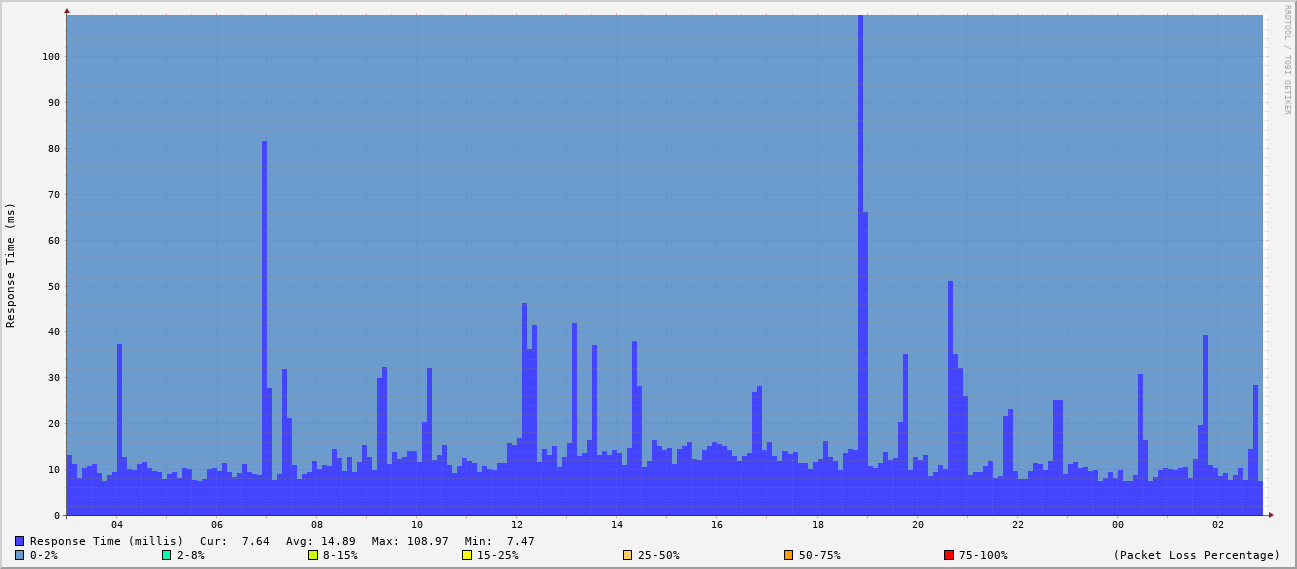 RRDTOOL / TOBI OETIKER
Response Time (ms)
100
90
80
70
60
50
40
30
20
10
0
04 06 08 10 12 14 16 18 20 22 00 02
Response Time (millis) Cur: 7.64 Avg: 14.89 Max: 108.97 Min: 7.47
0-2% 2-8% 8-15% 15-25% 25-50% 50-75% 75-100% (Packet Loss Percentage)